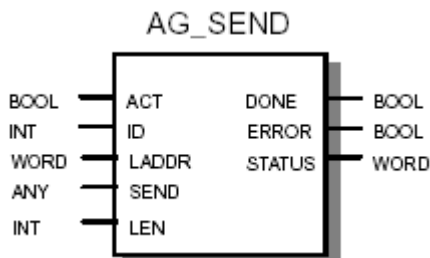 AG_SEND
BOOL ACT DONE BOOL
INT ID ERROR BOOL
WORD LADDR STATUS WORD
ANY SEND
INT LEN